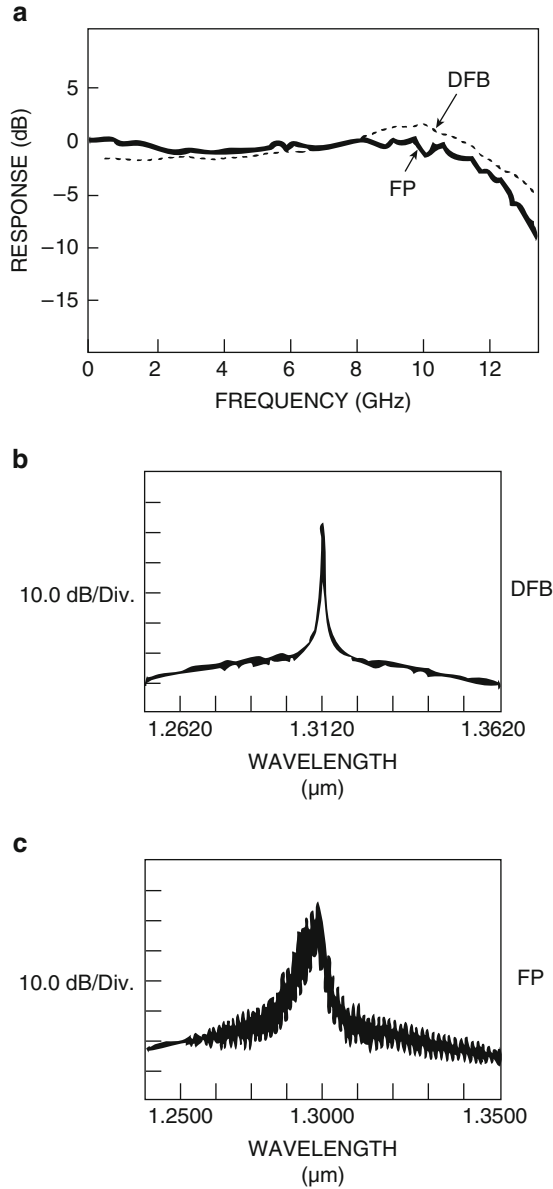 a
RESPONSE (dB)
5
0
−5
−10
−15
DFB
FP
0 2 4 6 8 10 12
FREQUENCY (GHz)
b
10.0 dB/Div.
DFB
1.2620 1.3120 1.3620
WAVELENGTH
(µm)
c
10.0 dB/Div.
FP
1.2500 1.3000 1.3500
WAVELENGTH
(µm)